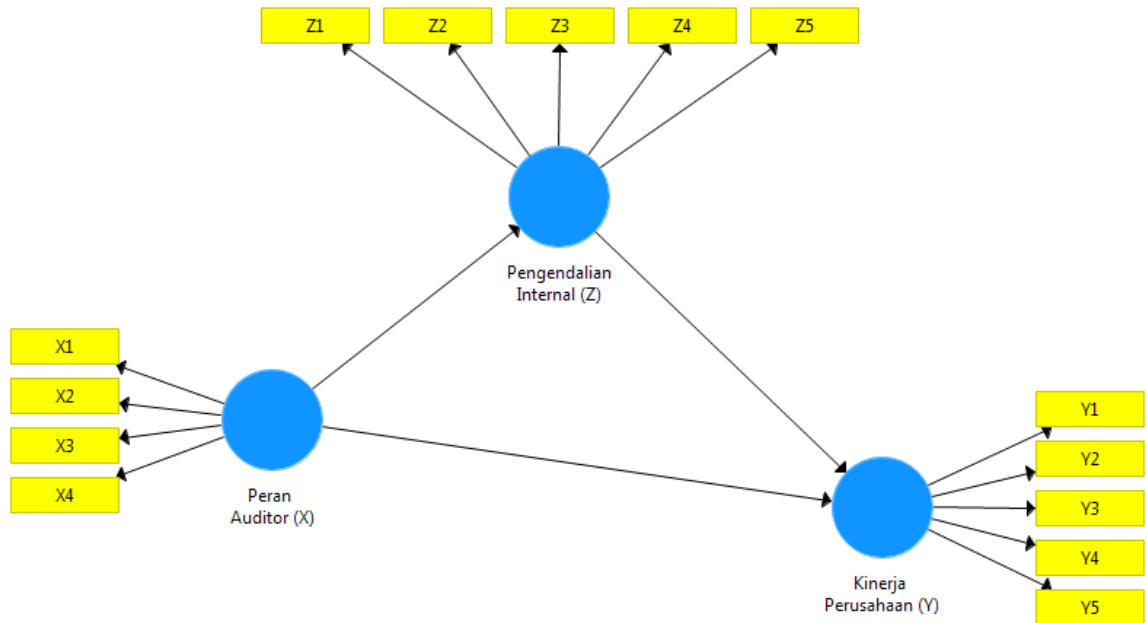 Z1
Z2
Z3
Z4
Z5
Pengendalian
Internal (Z)
X1
X2
X3
X4
Peran
Auditor (X)
Y1
Y2
Y3
Y4
Y5
Kinerja
Perusahaan (Y)